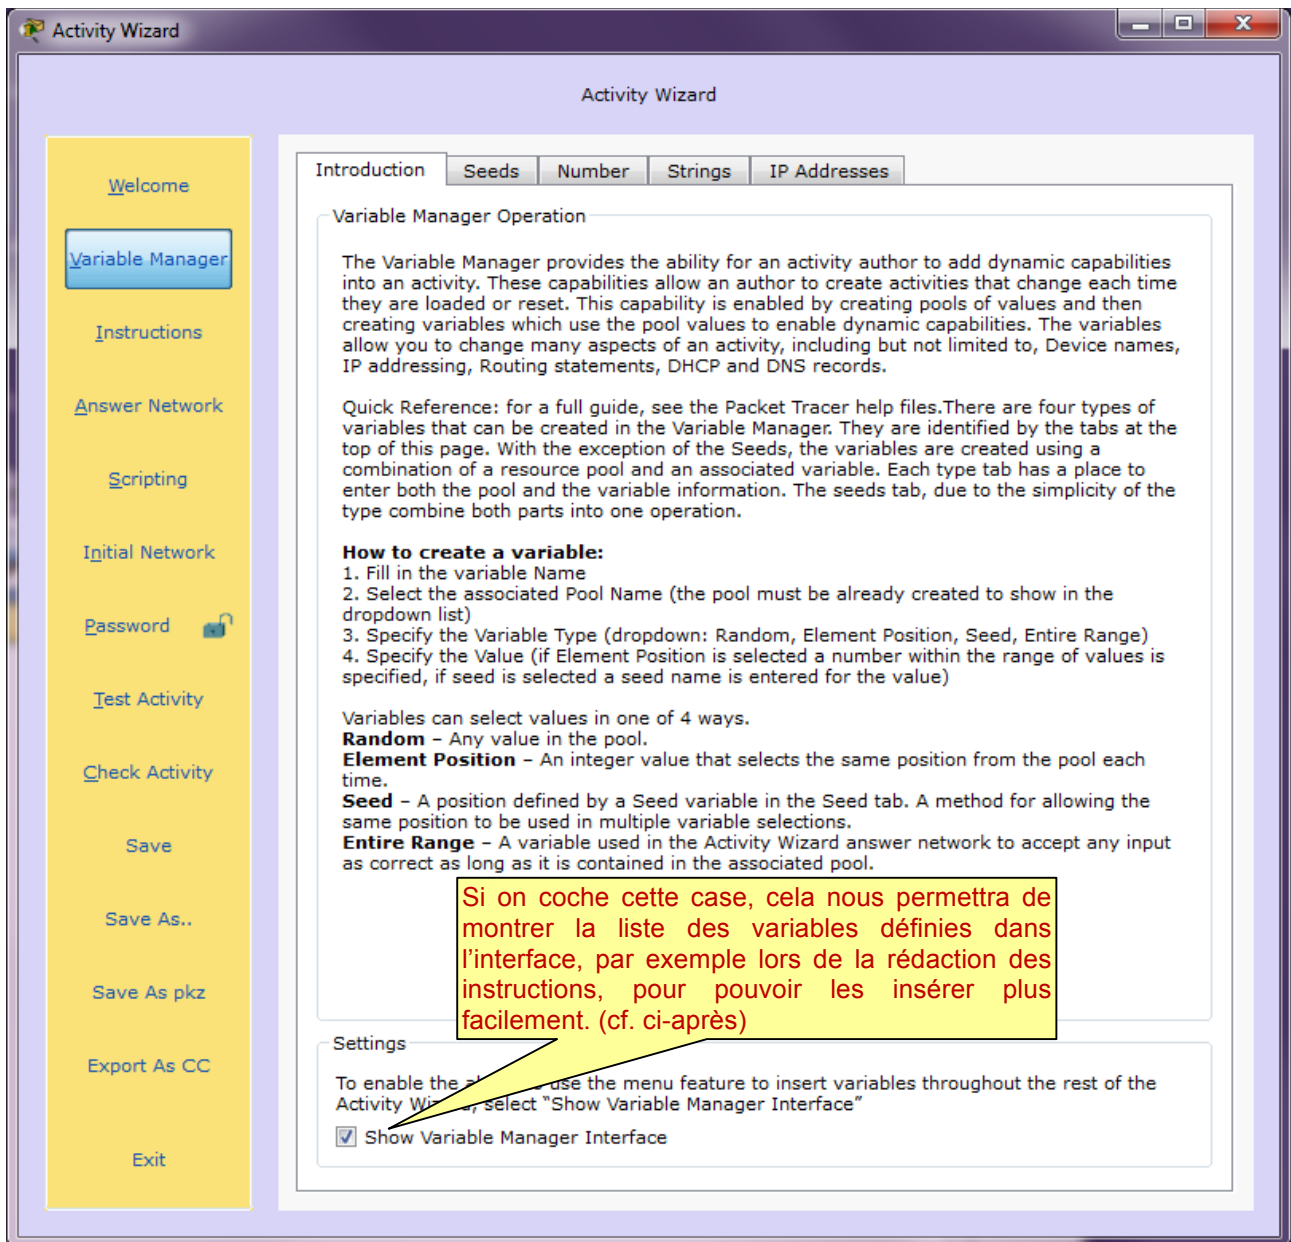 Activity Wizard
Activity Wizard
Welcome
Variable Manager
Instructions
Answer Network
Scripting
Initial Network
Password
Test Activity
Check Activity
Save
Save As..
Save As pkz
Export As CC
Exit
Introduction
Seeds
Number
Strings
IP Addresses
Variable Manager Operation
The Variable Manager provides the ability for an activity author to add dynamic capabilities
into an activity. These capabilities allow an author to create activities that change each time
they are loaded or reset. This capability is enabled by creating pools of values and then
creating variables which use the pool values to enable dynamic capabilities. The variables
allow you to change many aspects of an activity, including but not limited to, Device names,
IP addressing, Routing statements, DHCP and DNS records.
Quick Reference: for a full guide, see the Packet Tracer help files.There are four types of
variables that can be created in the Variable Manager. They are identified by the tabs at the
top of this page. With the exception of the Seeds, the variables are created using a
combination of a resource pool and an associated variable. Each type tab has a place to
enter both the pool and the variable information. The seeds tab, due to the simplicity of the
type combine both parts into one operation.
How to create a variable:
1. Fill in the variable Name
2. Select the associated Pool Name (the pool must be already created to show in the
dropdown list)
3. Specify the Variable Type (dropdown: Random, Element Position, Seed, Entire Range)
4. Specify the Value (if Element Position is selected a number within the range of values is
specified, if seed is selected a seed name is entered for the value)
Variables can select values in one of 4 ways.
Random – Any value in the pool.
Element Position – An integer value that selects the same position from the pool each
time.
Seed – A position defined by a Seed variable in the Seed tab. A method for allowing the
same position to be used in multiple variable selections.
Entire Range – A variable used in the Activity Wizard answer network to accept any input
as correct as long as it is contained in the associated pool.
Si on coche cette case, cela nous permettra de
montrer la liste des variables définies dans
l'interface, par exemple lors de la rédaction des
instructions, pour pouvoir les insérer plus
facilement. (cf. ci-après)
Settings
To enable the use the menu feature to insert variables throughout the rest of the
Activity select "Show Variable Manager Interface"
Show Variable Manager Interface